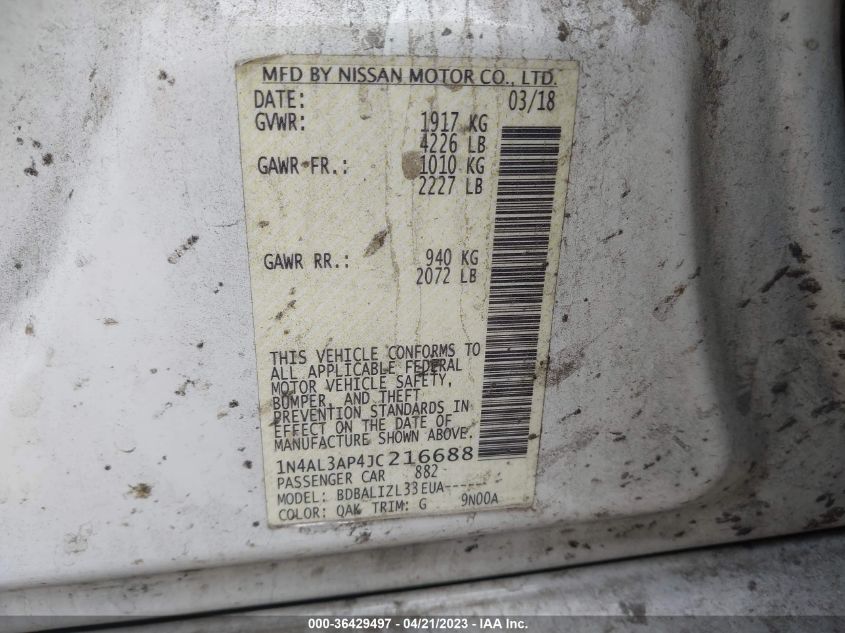 MFD BY NISSAN MOTOR CO., LTD.
DATE: 03/18
GVWR: 1917 KG
4226 LB
GAWR FR.: 1010 KG
2227 LB
GAWR RR.: 940 KG
2072 LB
THIS VEHICLE CONFORMS TO
ALL APPLICABLE FEDERAL
MOTOR VEHICLE SAFETY,
BUMPER, AND THEFT
PREVENTION STANDARDS IN
EFFECT ON THE DATE OF
MANUFACTURE SHOWN ABOVE.
1N4AL3AP4JC216688
PASSENGER CAR 882
MODEL: BDBALIZL33EUA------
COLOR: QAK TRIM: G 9N00A
000-36429497 - 04/21/2023 - IAA Inc.